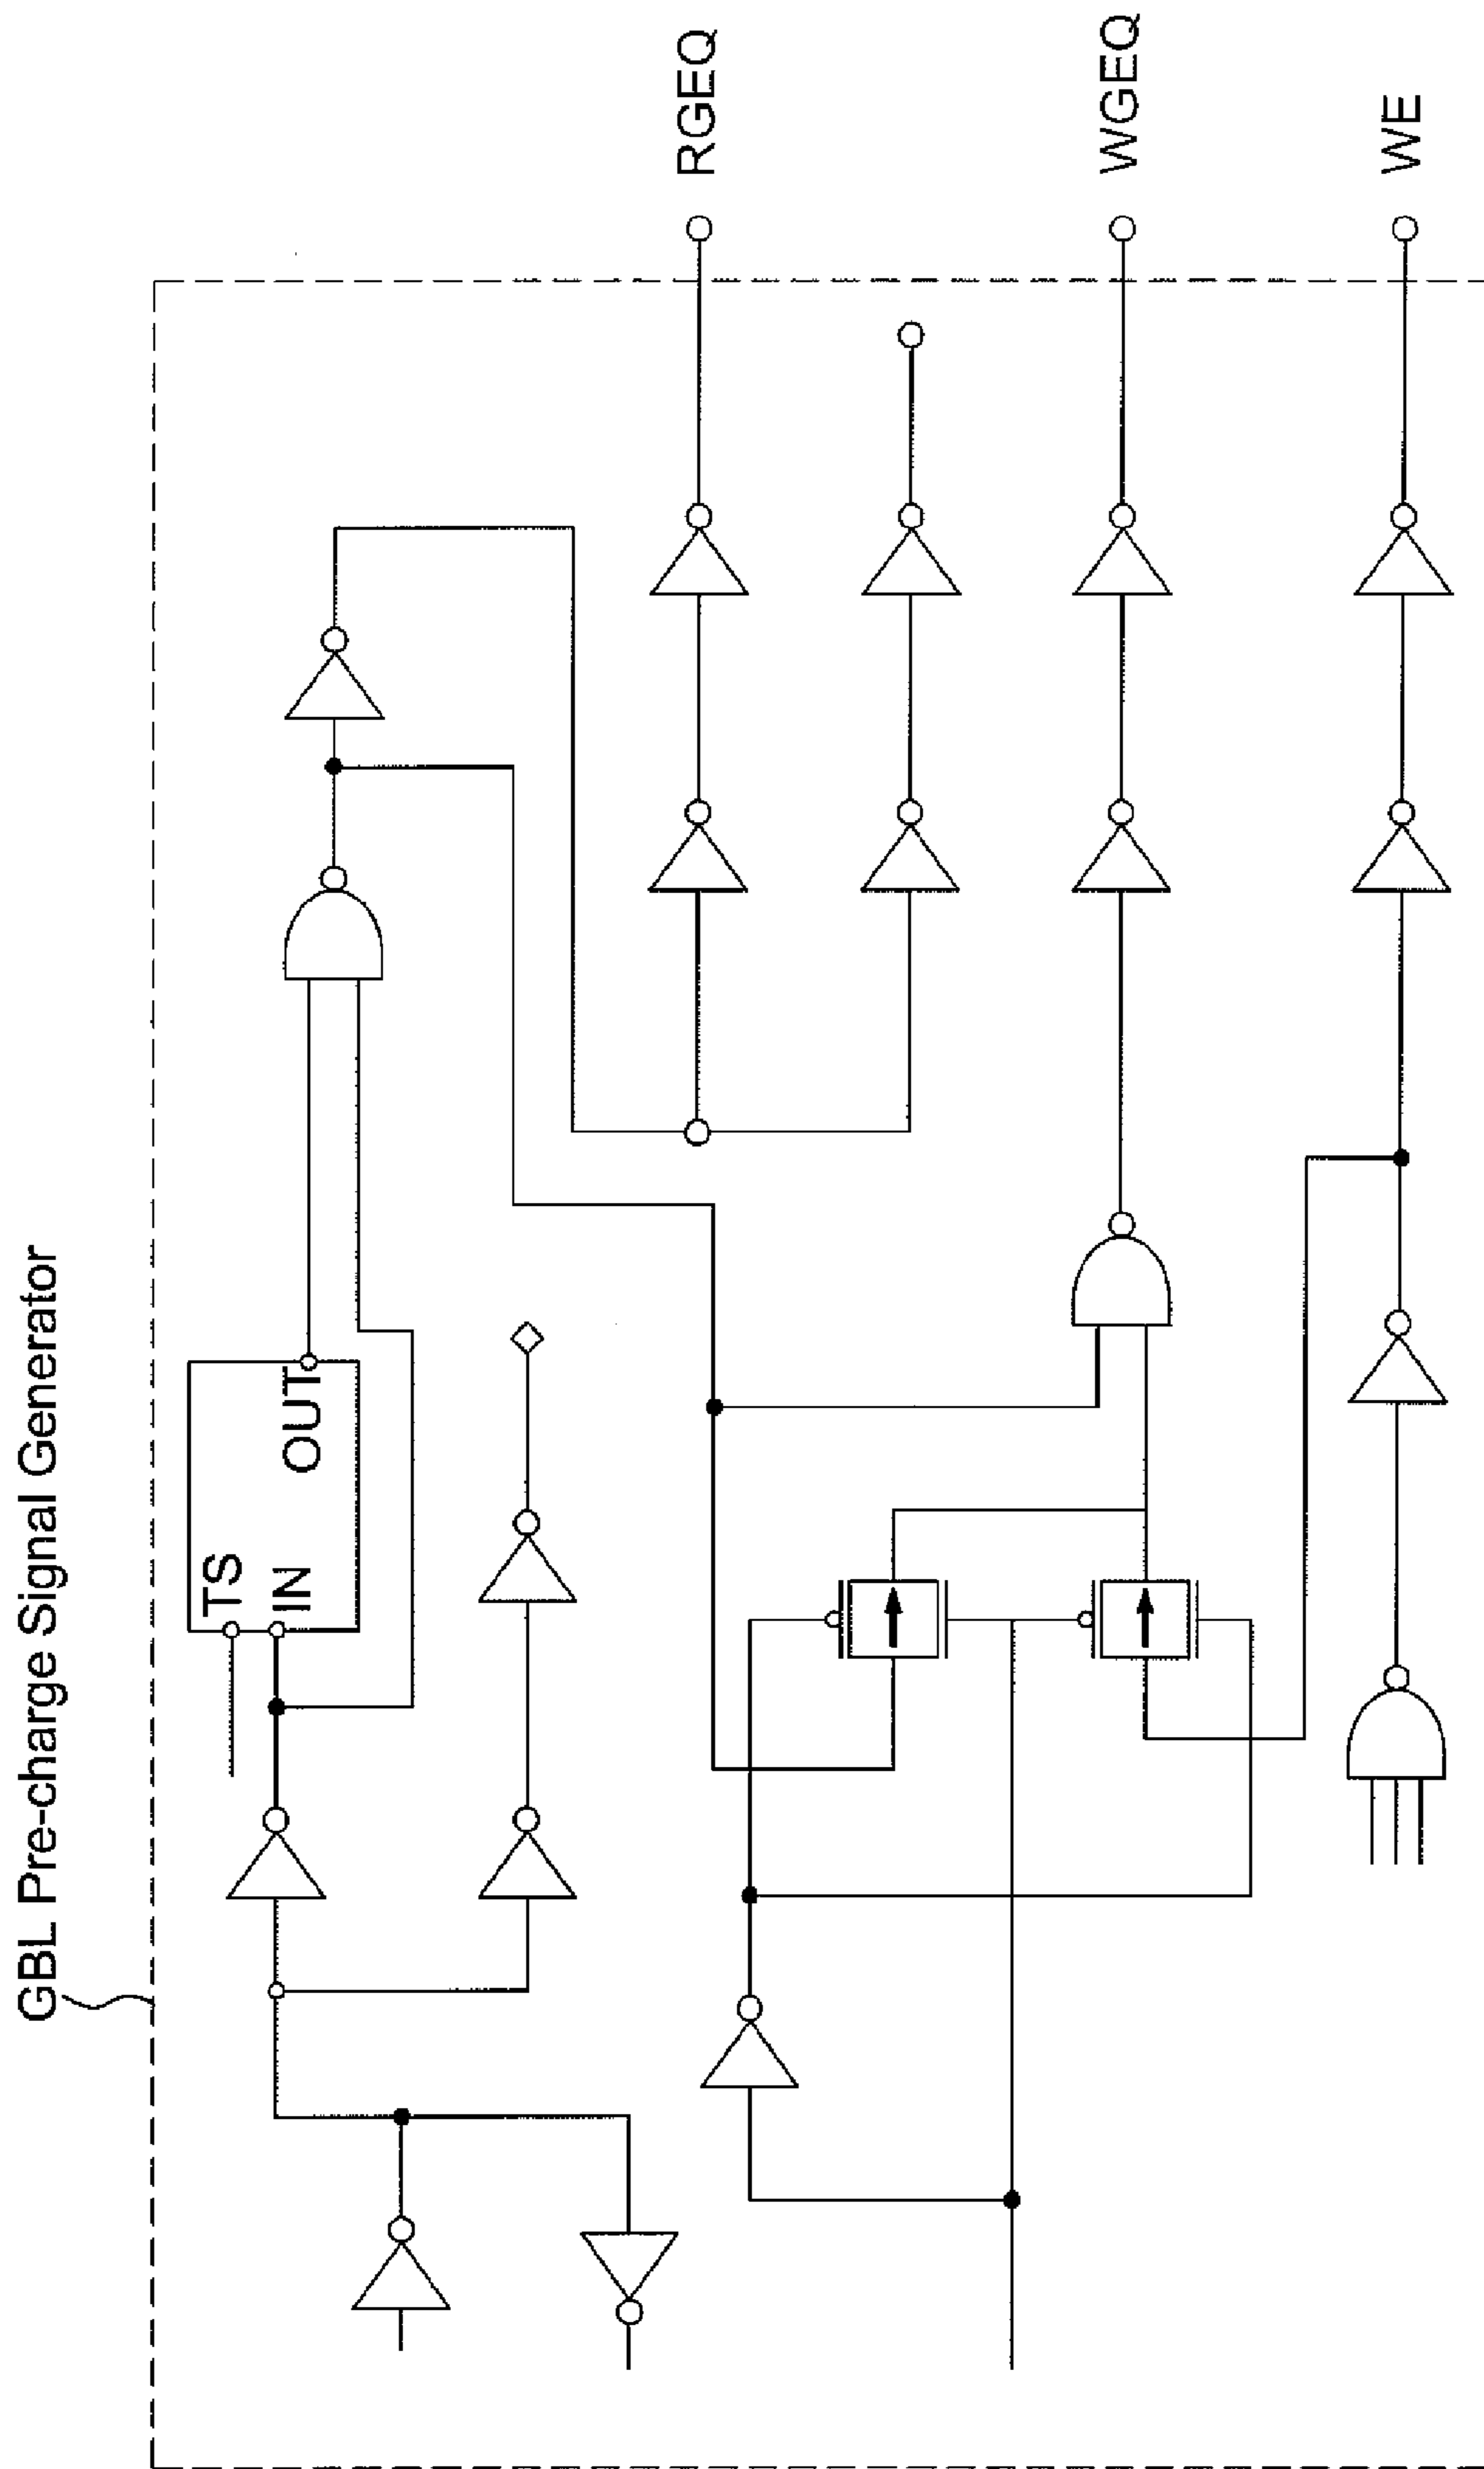 GBL Pre-charge Signal Generator
TS
IN
OUT
RGEQ
WGEQ
WE